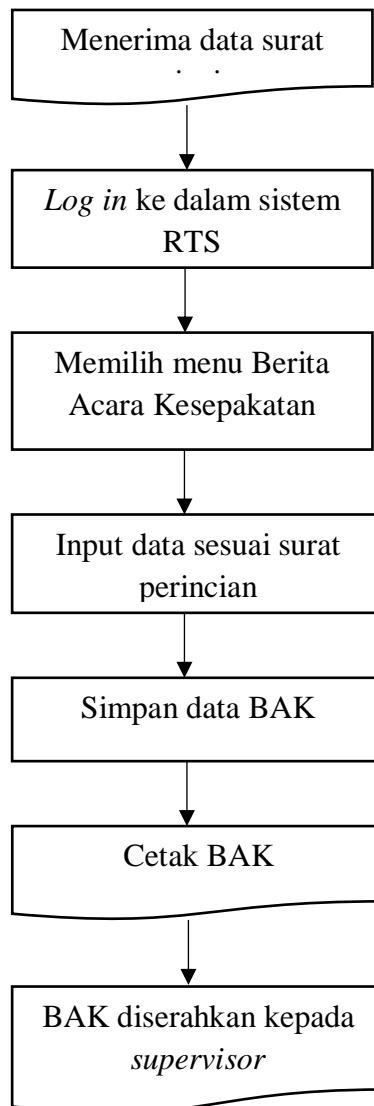 Menerima data surat
Log in ke dalam sistem
RTS
Memilih menu Berita
Acara Kesepakatan
Input data sesuai surat
perincian
Simpan data BAK
Cetak BAK
BAK diserahkan kepada
supervisor